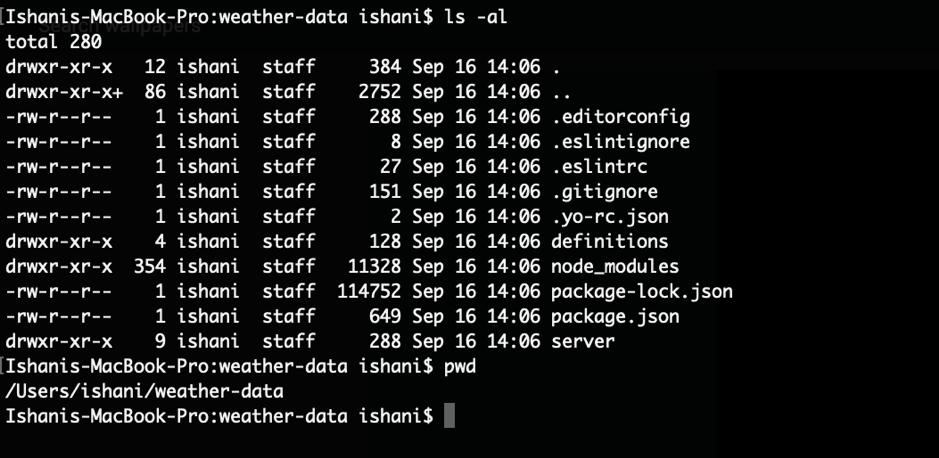 Ishanis-MacBook-Pro:weather-data ishani$ ls -al
Search wallpapers
total 280
drwxr-xr-x   12 ishani  staff     384 Sep 16 14:06 .
drwxr-xr-x+  86 ishani  staff    2752 Sep 16 14:06 ..
-rw-r--r--    1 ishani  staff     288 Sep 16 14:06 .editorconfig
-rw-r--r--    1 ishani  staff       8 Sep 16 14:06 .eslintignore
-rw-r--r--    1 ishani  staff      27 Sep 16 14:06 .eslintrc
-rw-r--r--    1 ishani  staff     151 Sep 16 14:06 .gitignore
-rw-r--r--    1 ishani  staff       2 Sep 16 14:06 .yo-rc.json
drwxr-xr-x    4 ishani  staff     128 Sep 16 14:06 definitions
drwxr-xr-x  354 ishani  staff   11328 Sep 16 14:06 node_modules
-rw-r--r--    1 ishani  staff  114752 Sep 16 14:06 package-lock.json
-rw-r--r--    1 ishani  staff     649 Sep 16 14:06 package.json
drwxr-xr-x    9 ishani  staff     288 Sep 16 14:06 server
Ishanis-MacBook-Pro:weather-data ishani$ pwd
/Users/ishani/weather-data
Ishanis-MacBook-Pro:weather-data ishani$